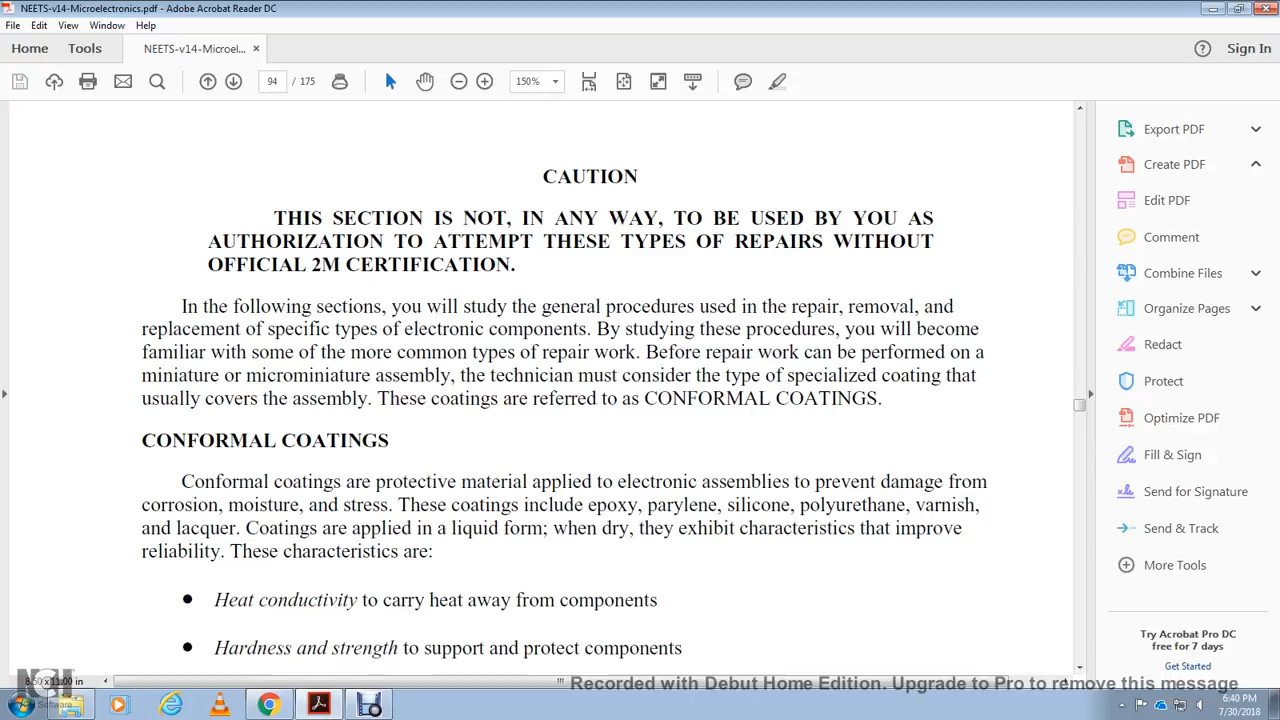 NEETS-v14-Microelectronics.pdf - Adobe Acrobat Reader DC
File Edit View Window Help
Home Tools NEETS-v14-Microel... × Sign In
94 / 175 150%
CAUTION
THIS SECTION IS NOT, IN ANY WAY, TO BE USED BY YOU AS
AUTHORIZATION TO ATTEMPT THESE TYPES OF REPAIRS WITHOUT
OFFICIAL 2M CERTIFICATION.
In the following sections, you will study the general procedures used in the repair, removal, and
replacement of specific types of electronic components. By studying these procedures, you will become
familiar with some of the more common types of repair work. Before repair work can be performed on a
miniature or microminiature assembly, the technician must consider the type of specialized coating that
usually covers the assembly. These coatings are referred to as CONFORMAL COATINGS.
CONFORMAL COATINGS
Conformal coatings are protective material applied to electronic assemblies to prevent damage from
corrosion, moisture, and stress. These coatings include epoxy, parylene, silicone, polyurethane, varnish,
and lacquer. Coatings are applied in a liquid form; when dry, they exhibit characteristics that improve
reliability. These characteristics are:
● Heat conductivity to carry heat away from components
● Hardness and strength to support and protect components
Export PDF
Create PDF
Edit PDF
Comment
Combine Files
Organize Pages
Redact
Protect
Optimize PDF
Fill & Sign
Send for Signature
Send & Track
More Tools
Try Acrobat Pro DC
free for 7 days
Get Started
8.50 x 11.00 in
NCH Software
Recorded with Debut Home Edition. Upgrade to Pro to remove this message
6:40 PM
7/30/2018